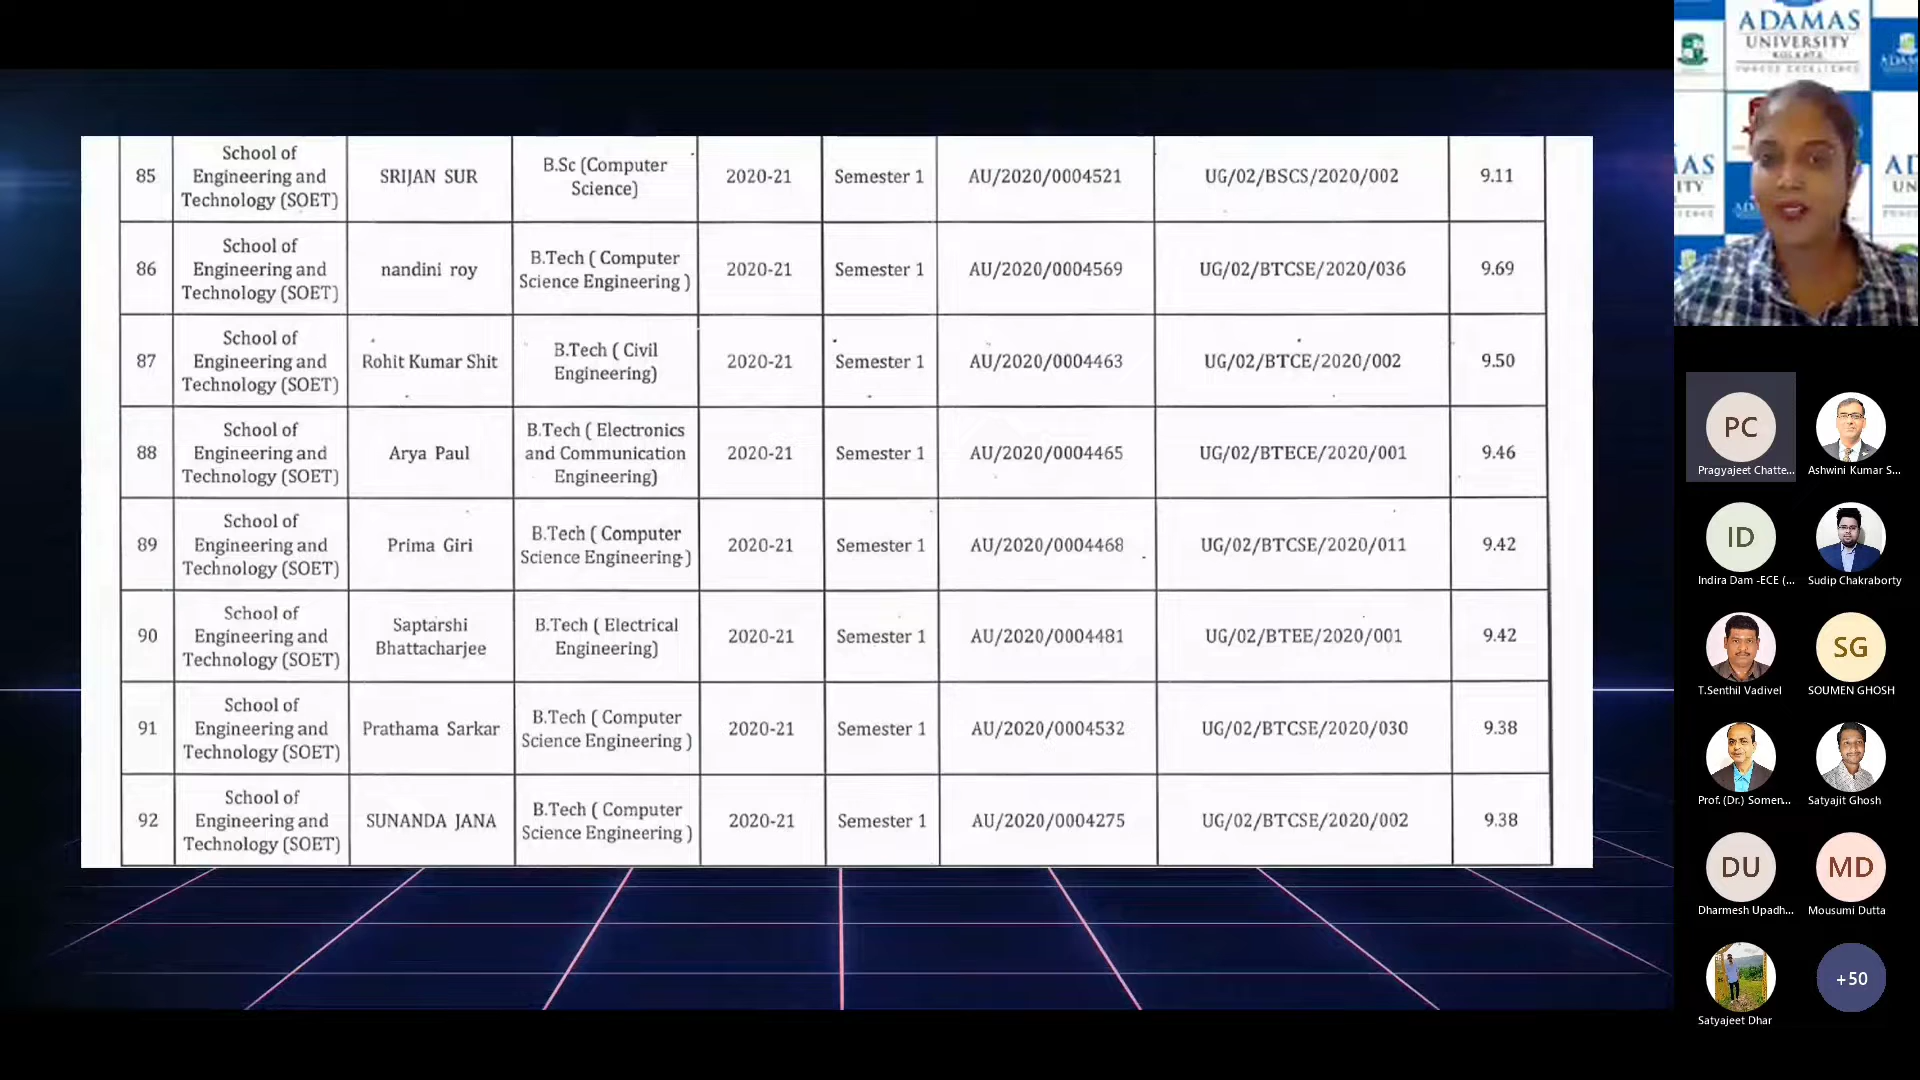 85
School of
Engineering and
Technology (SOET)
SRIJAN SUR
B.Sc (Computer
Science)
2020-21
Semester 1
AU/2020/0004521
UG/02/BSCS/2020/002
9.11
86
School of
Engineering and
Technology (SOET)
nandini roy
B.Tech ( Computer
Science Engineering )
2020-21
Semester 1
AU/2020/0004569
UG/02/BTCSE/2020/036
9.69
87
School of
Engineering and
Technology (SOET)
Rohit Kumar Shit
B.Tech ( Civil
Engineering)
2020-21
Semester 1
AU/2020/0004463
UG/02/BTCE/2020/002
9.50
88
School of
Engineering and
Technology (SOET)
Arya Paul
B.Tech ( Electronics
and Communication
Engineering)
2020-21
Semester 1
AU/2020/0004465
UG/02/BTECE/2020/001
9.46
89
School of
Engineering and
Technology (SOET)
Prima Giri
B.Tech ( Computer
Science Engineering )
2020-21
Semester 1
AU/2020/0004468
UG/02/BTCSE/2020/011
9.42
90
School of
Engineering and
Technology (SOET)
Saptarshi
Bhattacharjee
B.Tech ( Electrical
Engineering)
2020-21
Semester 1
AU/2020/0004481
UG/02/BTEE/2020/001
9.42
91
School of
Engineering and
Technology (SOET)
Prathama Sarkar
B.Tech ( Computer
Science Engineering )
2020-21
Semester 1
AU/2020/0004532
UG/02/BTCSE/2020/030
9.38
92
School of
Engineering and
Technology (SOET)
SUNANDA JANA
B.Tech ( Computer
Science Engineering )
2020-21
Semester 1
AU/2020/0004275
UG/02/BTCSE/2020/002
9.38
ADAMAS
UNIVERSITY
KOLKATA
PC
Pragyajeet Chatte...
Ashwini Kumar S...
ID
Indira Dam -ECE (...
Sudip Chakraborty
T.Senthil Vadivel
SG
SOUMEN GHOSH
Prof. (Dr.) Somen...
Satyajit Ghosh
DU
Dharmesh Upadh...
MD
Mousumi Dutta
Satyajeet Dhar
+50